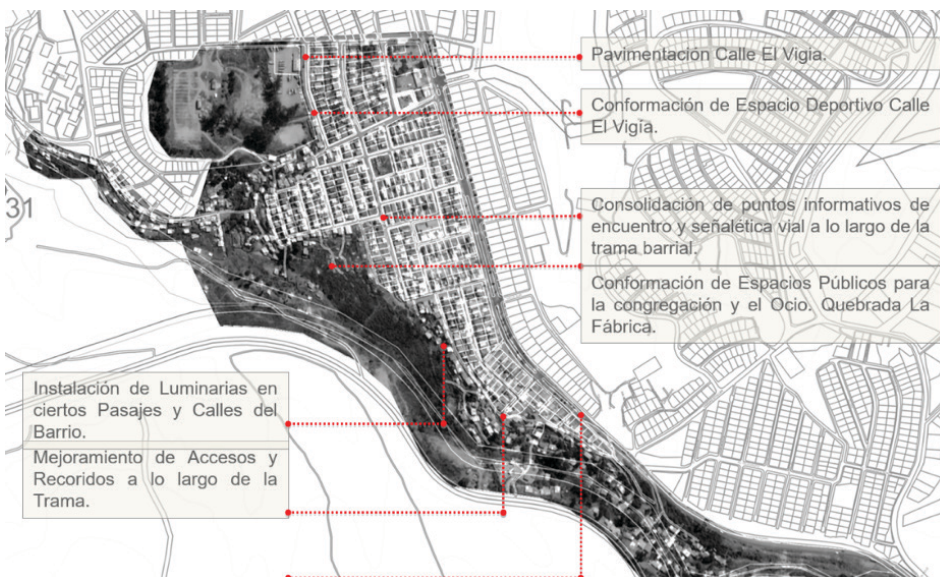 Pavimentación Calle El Vigia.
Conformación de Espacio Deportivo Calle
El Vigía.
31
Consolidación de puntos informativos de
encuentro y señalética vial a lo largo de la
trama barrial.
Conformación de Espacios Públicos para
la congregación y el Ocio. Quebrada La
Fábrica.
Instalación de Luminarias en
ciertos Pasajes y Calles del
Barrio.
Mejoramiento de Accesos y
Recoridos a lo largo de la
Trama.